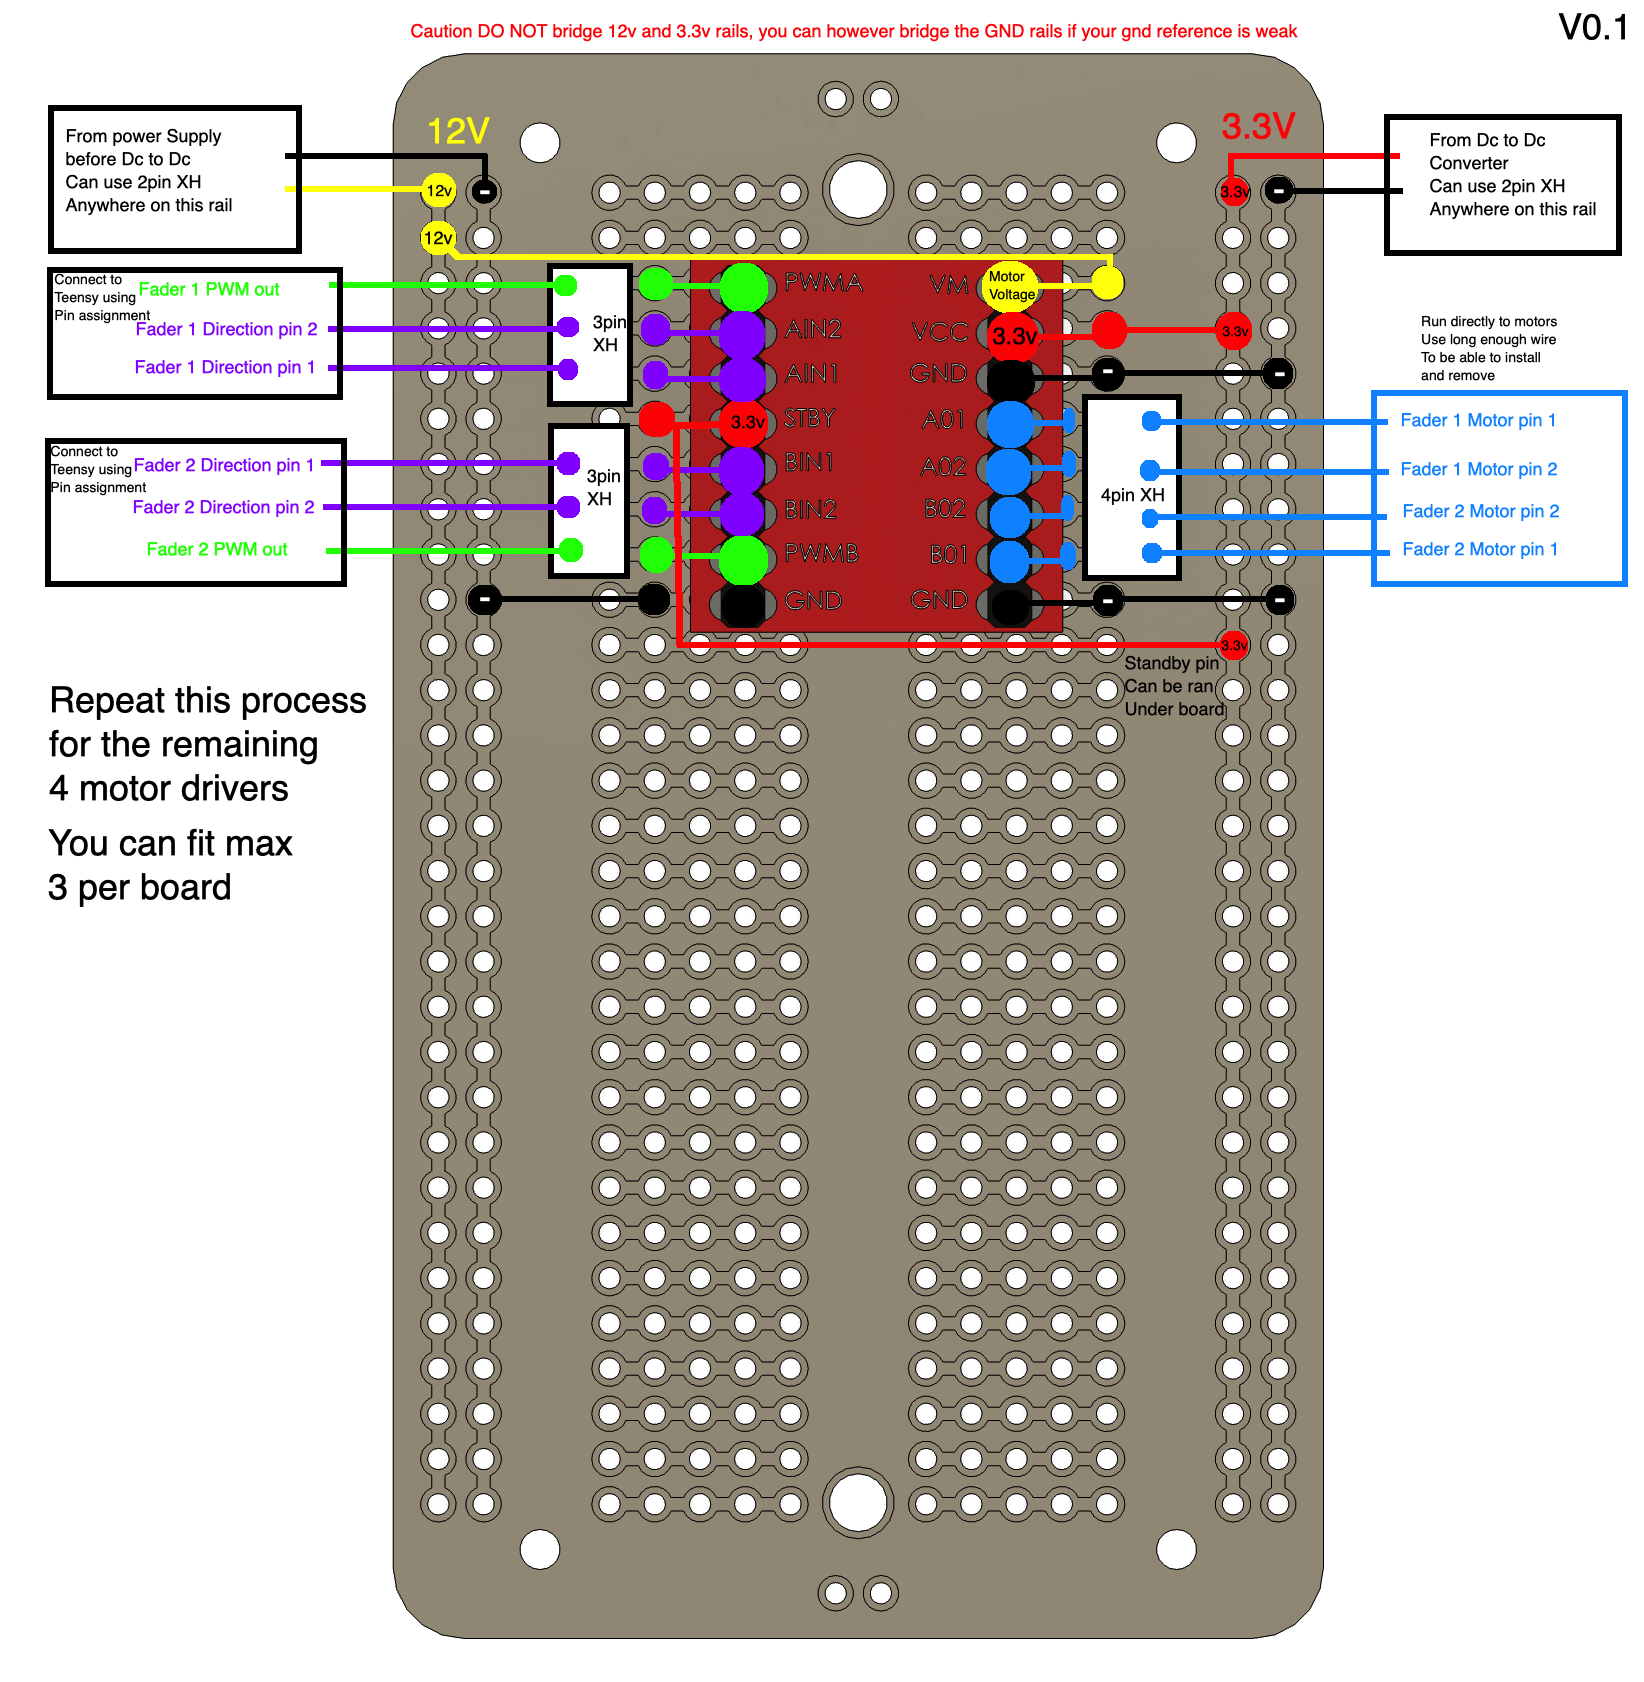 Caution DO NOT bridge 12v and 3.3v rails, you can however bridge the GND rails if your gnd reference is weak
V0.1
12V
3.3V
From power Supply
before Dc to Dc
Can use 2pin XH
Anywhere on this rail
From Dc to Dc
Converter
Can use 2pin XH
Anywhere on this rail
12v
-
3.3v
-
12v
Connect to
Teensy using
Pin assignment
Fader 1 PWM out
Fader 1 Direction pin 2
Fader 1 Direction pin 1
3pin
XH
PWMA
AIN2
AIN1
STBY
BIN1
BIN2
PWMB
GND
3.3v
VM
VCC
GND
A01
A02
B02
B01
GND
Motor
Voltage
3.3v
3.3v
-
-
Run directly to motors
Use long enough wire
To be able to install
and remove
Fader 1 Motor pin 1
Fader 1 Motor pin 2
Fader 2 Motor pin 2
Fader 2 Motor pin 1
4pin XH
Connect to
Teensy using
Pin assignment
Fader 2 Direction pin 1
Fader 2 Direction pin 2
Fader 2 PWM out
3pin
XH
-
-
-
3.3v
Standby pin
Can be ran
Under board
Repeat this process
for the remaining
4 motor drivers
You can fit max
3 per board